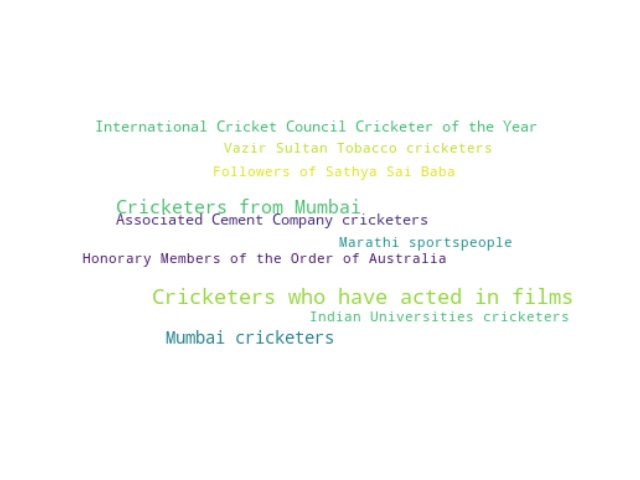 International Cricket Council Cricketer of the Year
Vazir Sultan Tobacco cricketers
Followers of Sathya Sai Baba
Cricketers from Mumbai
Associated Cement Company cricketers
Marathi sportspeople
Honorary Members of the Order of Australia
Cricketers who have acted in films
Indian Universities cricketers
Mumbai cricketers